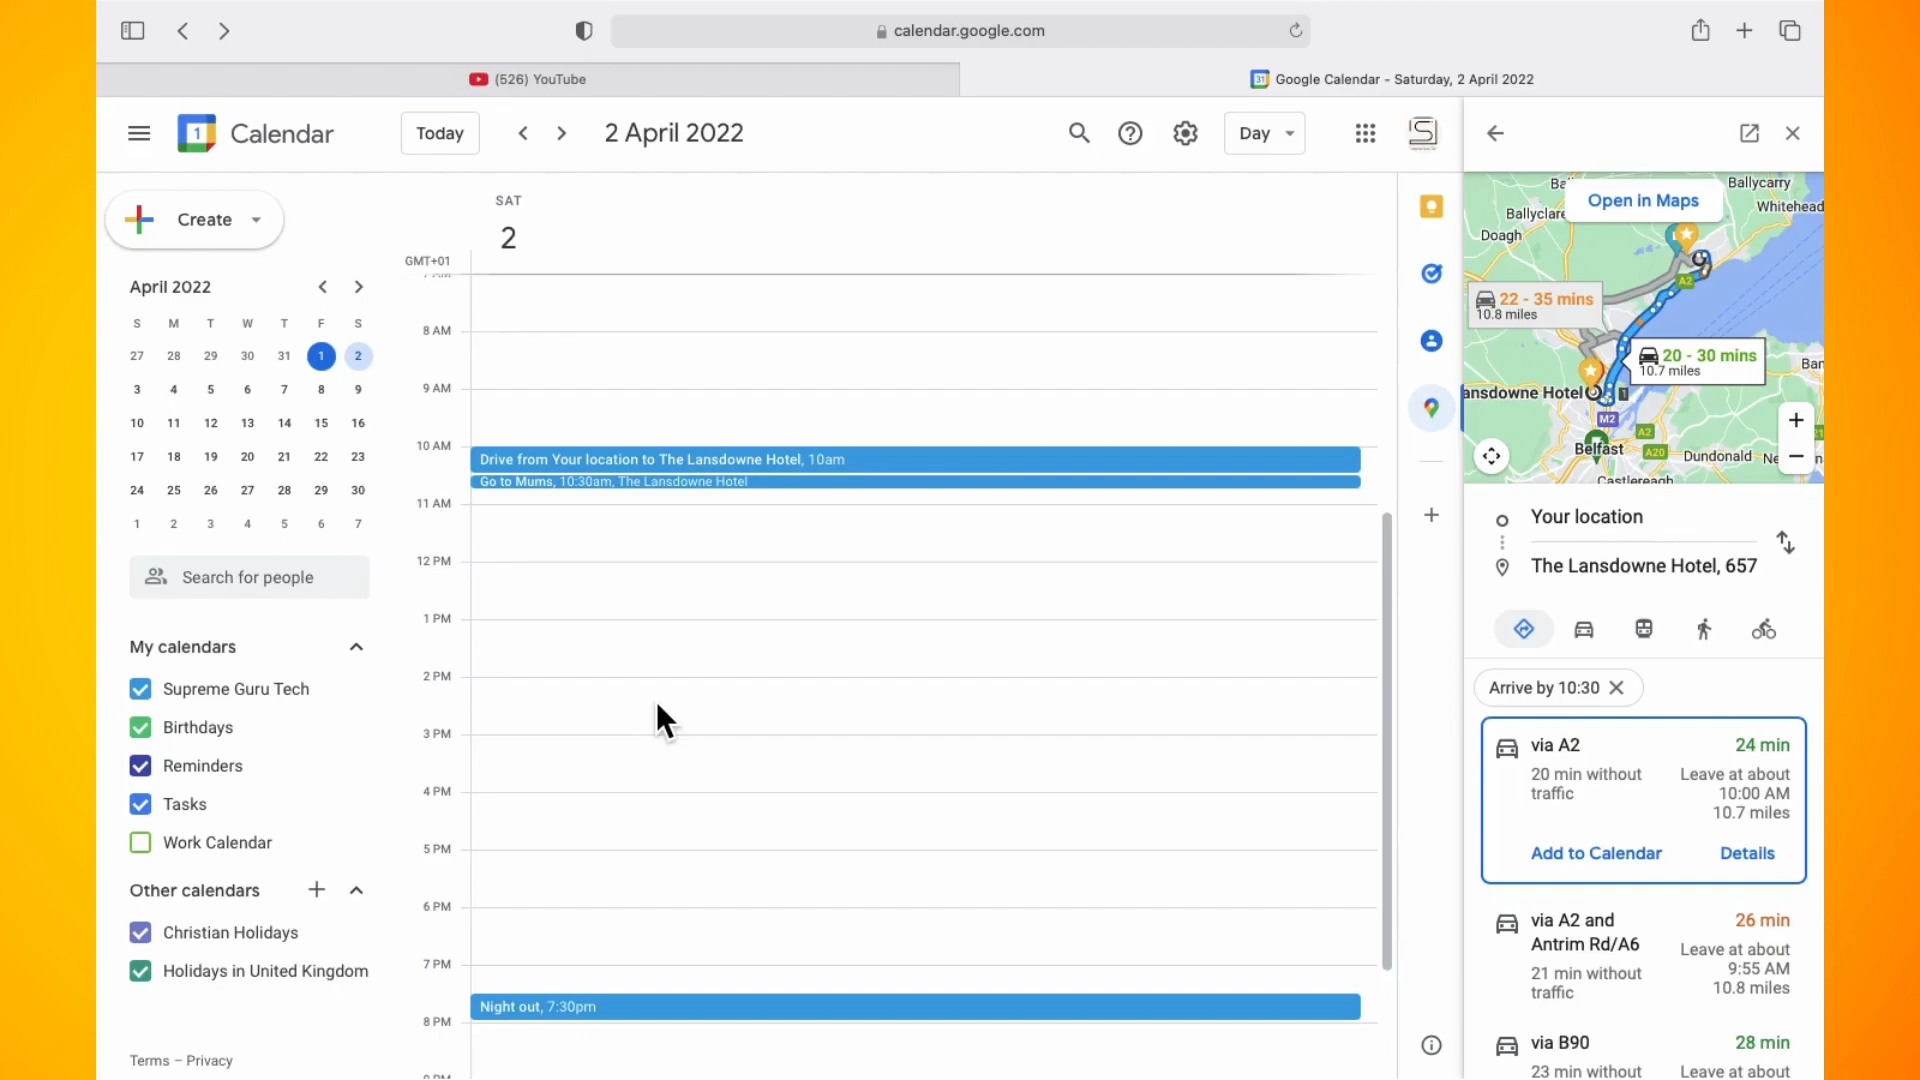 calendar.google.com
(526) YouTube
Google Calendar - Saturday, 2 April 2022
Calendar
Today
2 April 2022
Day
Create
SAT
2
GMT+01
April 2022
S M T W T F S
27 28 29 30 31 1 2
3 4 5 6 7 8 9
10 11 12 13 14 15 16
17 18 19 20 21 22 23
24 25 26 27 28 29 30
1 2 3 4 5 6 7
Search for people
My calendars
Supreme Guru Tech
Birthdays
Reminders
Tasks
Work Calendar
Other calendars
Christian Holidays
Holidays in United Kingdom
Terms – Privacy
8 AM
9 AM
10 AM
Drive from Your location to The Lansdowne Hotel, 10am
Go to Mums, 10:30am, The Lansdowne Hotel
11 AM
12 PM
1 PM
2 PM
3 PM
4 PM
5 PM
6 PM
7 PM
Night out, 7:30pm
8 PM
Open in Maps
Ballycarry
Whitehead
Ballyclare
Doagh
A2
22 - 35 mins
10.8 miles
20 - 30 mins
10.7 miles
ansdowne Hotel
M2
A2
Belfast
A20
Dundonald
Castlereagh
Your location
The Lansdowne Hotel, 657
Arrive by 10:30
via A2 24 min
20 min without traffic
Leave at about
10:00 AM
10.7 miles
Add to Calendar Details
via A2 and
Antrim Rd/A6
26 min
21 min without
traffic
Leave at about
9:55 AM
10.8 miles
via B90 28 min
23 min without Leave at about